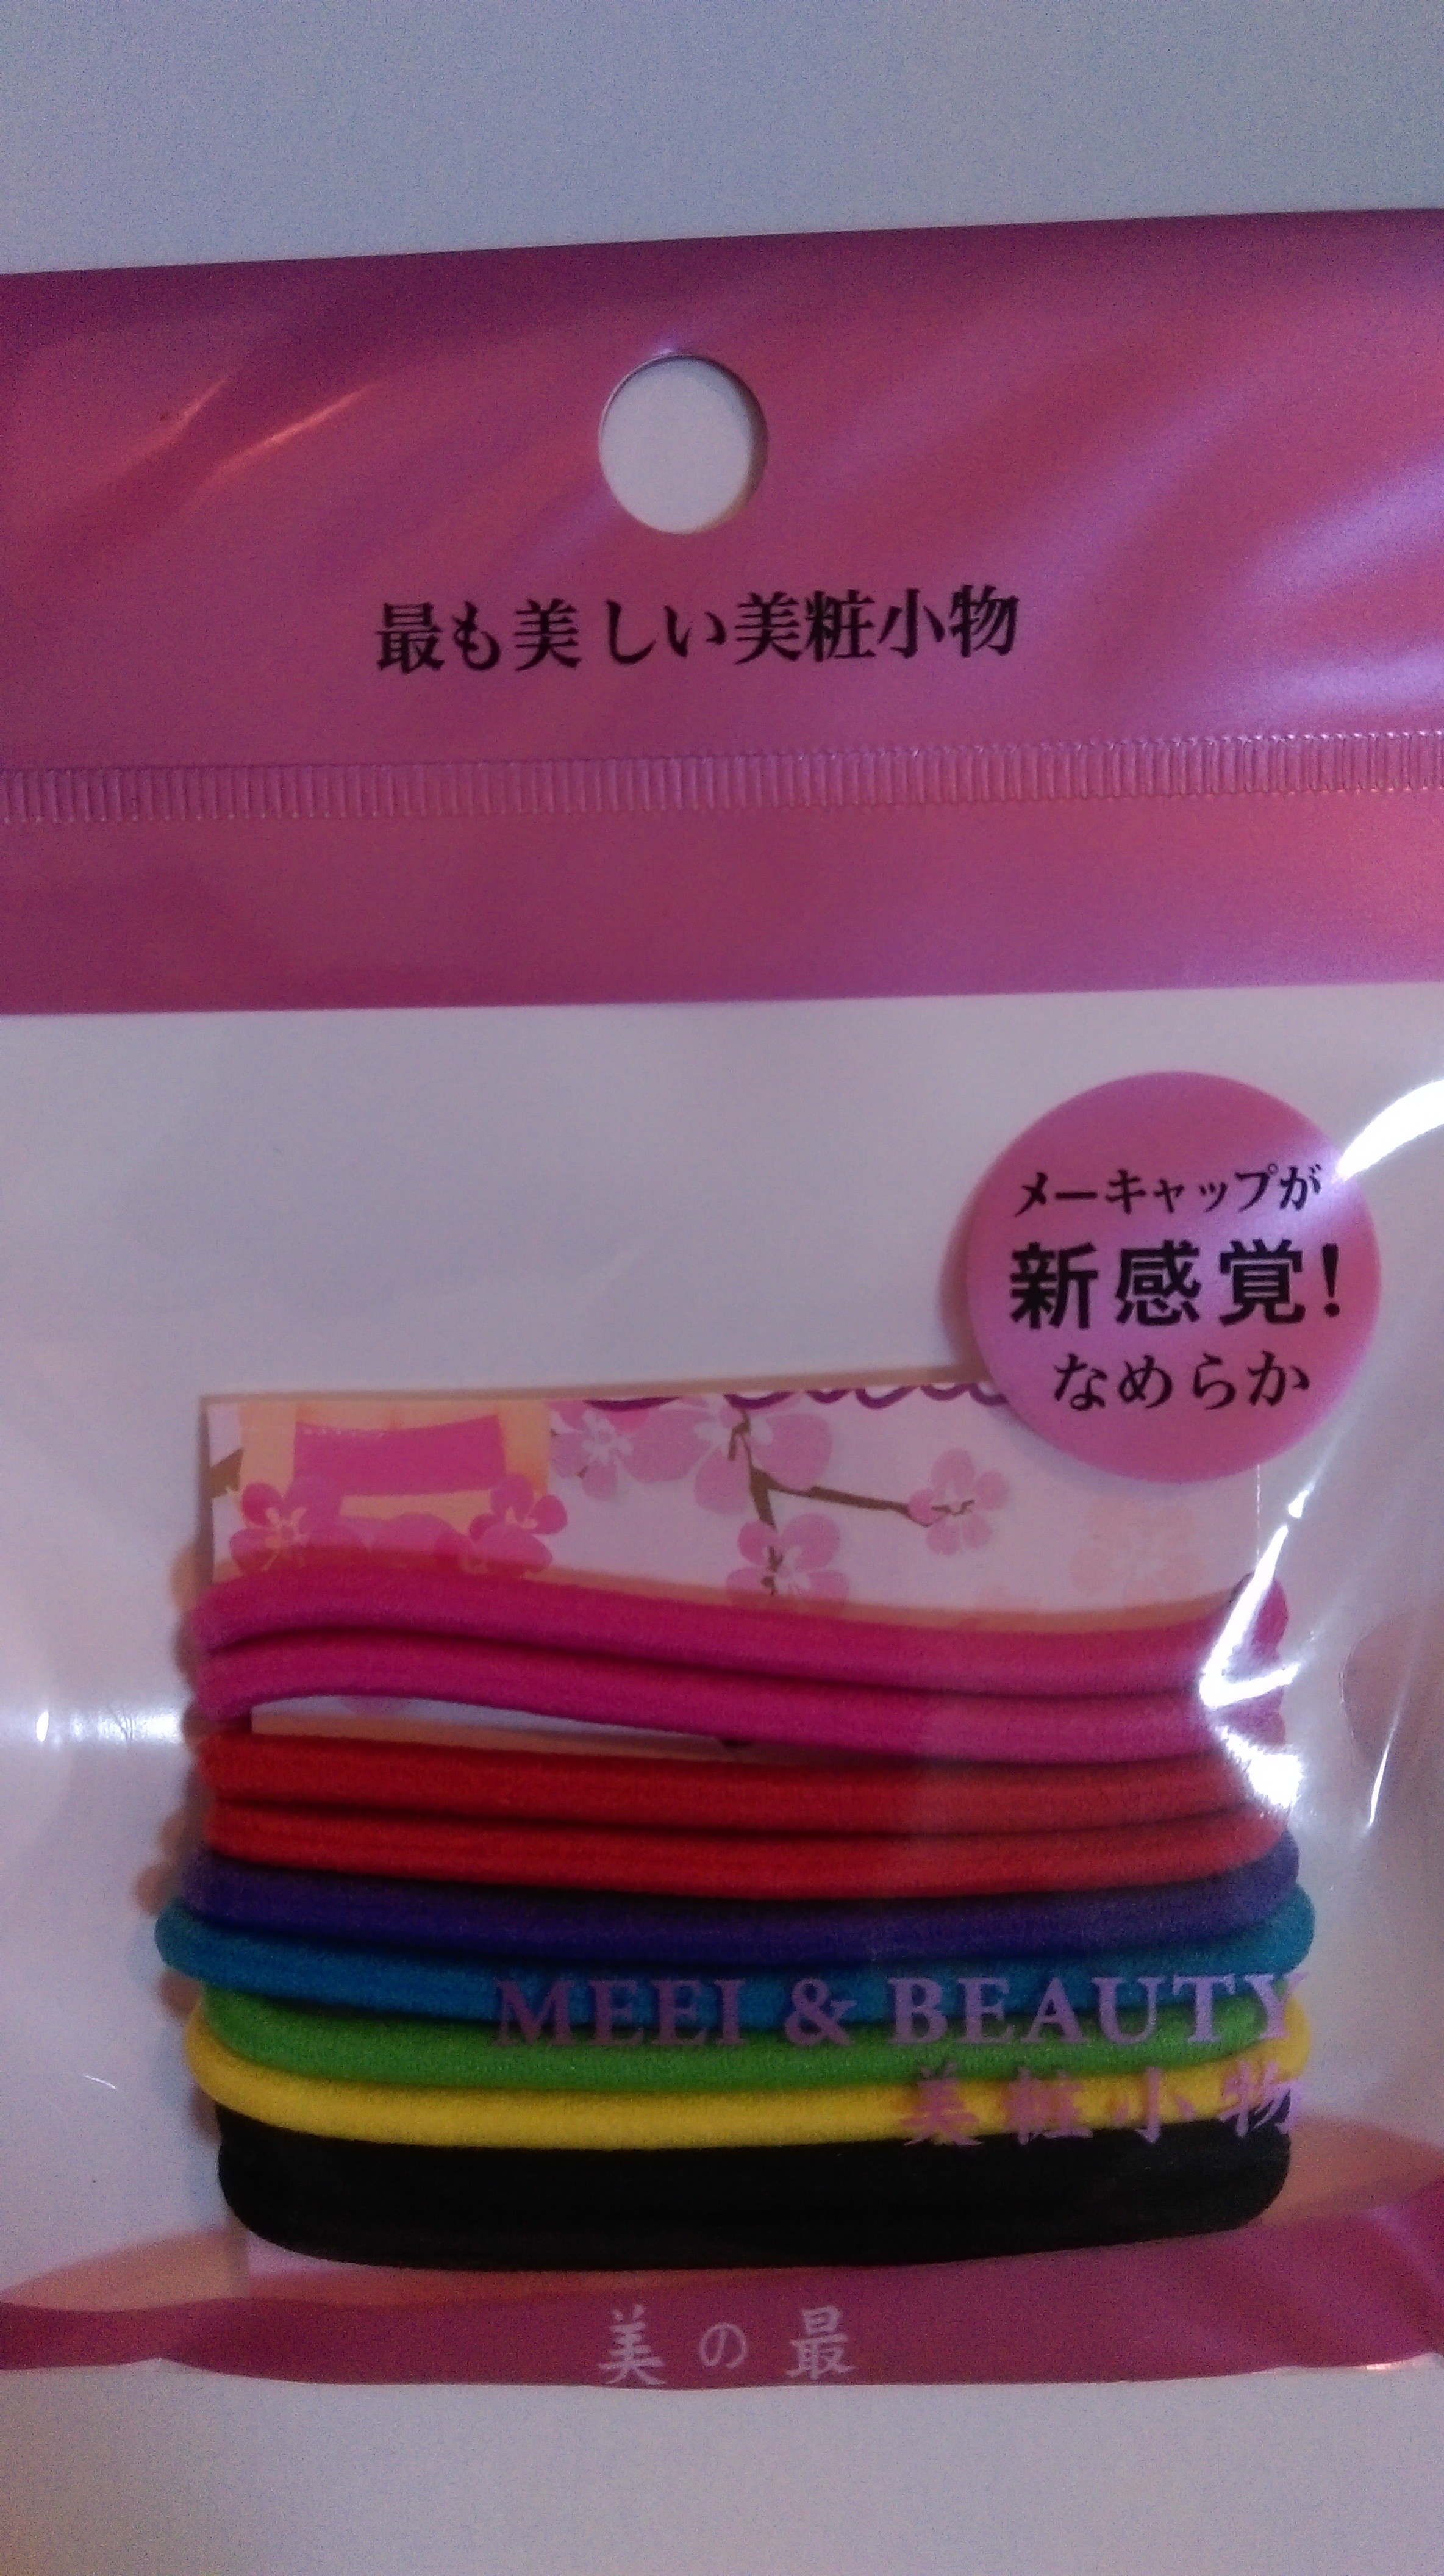 最も美しい美粧小物
メーキャップが
新感覚!
なめらか
MEEI & BEAUTY
美粧小物
美の最